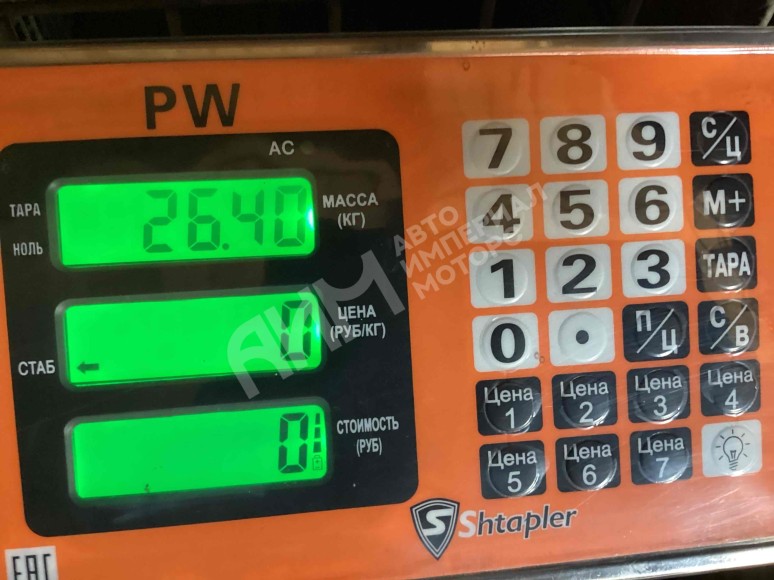 PW
AC
ТАРА
НОЛЬ
26.40
МАССА
(КГ)
СТАБ
0
ЦЕНА
(РУБ/КГ)
0
СТОИМОСТЬ
(РУБ)
7 8 9 С/Ц
4 5 6 М+
1 2 3 ТАРА
0 . П/Ц С/В
Цена 1 Цена 2 Цена 3 Цена 4
Цена 5 Цена 6 Цена 7
S Shtapler
EAC
АИМ
АВТО
ИМПЕРИАЛ
МОТОРС